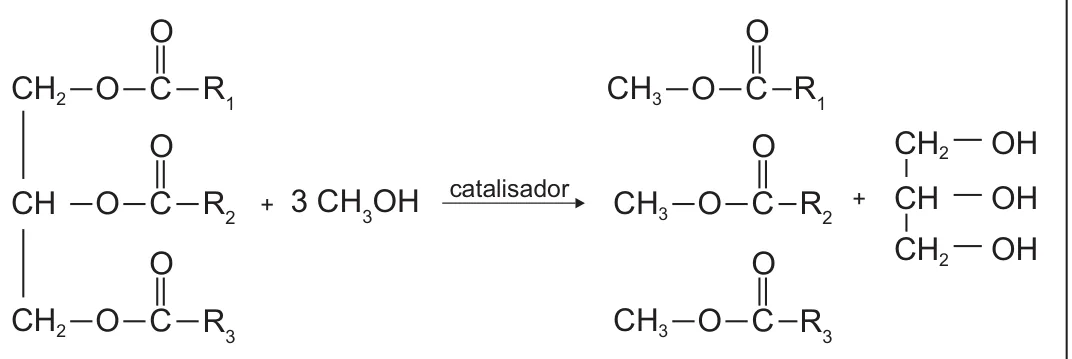 O
CH₂—O—C—R₁
O
CH—O—C—R₂
O
CH₂—O—C—R₃
+ 3 CH₃OH
catalisador
O
CH₃—O—C—R₁
O
CH₃—O—C—R₂
O
CH₃—O—C—R₃
+
CH₂—OH
CH—OH
CH₂—OH